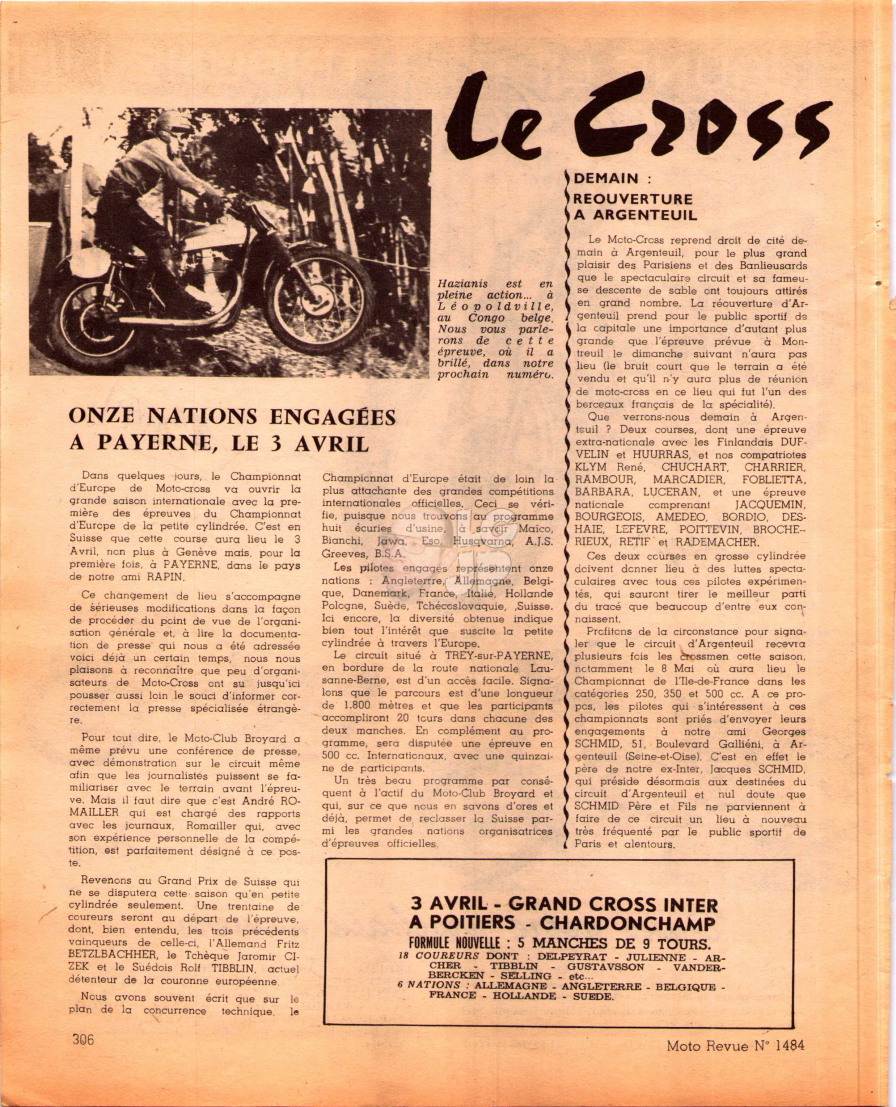 Le Cross
Hazianis est en
pleine action... à
Léopoldville,
au Congo belge.
Nous vous parle-
rons de cette
épreuve, où il a
brillé, dans notre
prochain numéro.
ONZE NATIONS ENGAGÉES
A PAYERNE, LE 3 AVRIL
Dans quelques jours, le Championnat
d'Europe de Moto-cross va ouvrir la
grande saison internationale avec la pre-
mière des épreuves du Championnat
d'Europe de la petite cylindrée. C'est en
Suisse que cette course aura lieu le 3
Avril, non plus à Genève mais, pour la
première fois, à PAYERNE, dans le pays
de notre ami RAPIN.
Ce changement de lieu s'accompagne
de sérieuses modifications dans la façon
de procéder du point de vue de l'organi-
sation générale et, à lire la documenta-
tion de presse qui nous a été adressée
voici déjà un certain temps, nous nous
plaisons à reconnaître que peu d'organi-
sateurs de Moto-Cross ont su jusqu'ici
pousser aussi loin le souci d'informer cor-
rectement la presse spécialisée étrangè-
re.
Pour tout dire, le Moto-Club Broyard a
même prévu une conférence de presse,
avec démonstration sur le circuit même
afin que les journalistes puissent se fa-
miliariser avec le terrain avant l'épreu-
ve. Mais il faut dire que c'est André RO-
MAILLER qui est chargé des rapports
avec les journaux, Romailler qui, avec
son expérience personnelle de la compé-
tition, est parfaitement désigné à ce pos-
te.
Revenons au Grand Prix de Suisse qui
ne se disputera cette saison qu'en petite
cylindrée seulement. Une trentaine de
coureurs seront au départ de l'épreuve,
dont, bien entendu, les trois précédents
vainqueurs de celle-ci, l'Allemand Fritz
BETZLBACHHER, le Tchèque Jaromir CI-
ZEK et le Suédois Rolf TIBBLIN, actuel
détenteur de la couronne européenne.
Nous avons souvent écrit que sur le
plan de la concurrence technique, le
Championnat d'Europe était de loin la
plus attachante des grandes compétitions
internationales officielles. Ceci se véri-
fie, puisque nous trouvons au programme
huit écuries d'usine, à savoir Maïco,
Bianchi, Jawa, Eso, Husqvarna, A.J.S.
Greeves, B.S.A.
Les pilotes engagés représentent onze
nations : Angleterrre, Allemagne, Belgi-
que, Danemark, France, Italie, Hollande
Pologne, Suède, Tchécoslovaquie, Suisse.
Ici encore, la diversité obtenue indique
bien tout l'intérêt que suscite la petite
cylindrée à travers l'Europe.
Le circuit situé à TREY-sur-PAYERNE,
en bordure de la route nationale Lau-
sanne-Berne, est d'un accès facile. Signa-
lons que le parcours est d'une longueur
de 1.800 mètres et que les participants
accompliront 20 tours dans chacune des
deux manches. En complément au pro-
gramme, sera disputée une épreuve en
500 cc. Internationaux, avec une quinzai-
ne de participants.
Un très beau programme par consé-
quent à l'actif du Moto-Club Broyard et
qui, sur ce que nous en savons d'ores et
déjà, permet de reclasser la Suisse par-
mi les grandes nations organisatrices
d'épreuves officielles.
DEMAIN :
REOUVERTURE
A ARGENTEUIL
Le Moto-Cross reprend droit de cité de-
main à Argenteuil, pour le plus grand
plaisir des Parisiens et des Banlieusards
que le spectaculaire circuit et sa fameu-
se descente de sable ont toujours attirés
en grand nombre. La réouverture d'Ar-
genteuil prend pour le public sportif de
la capitale une importance d'autant plus
grande que l'épreuve prévue à Mon-
treuil le dimanche suivant n'aura pas
lieu (le bruit court que le terrain a été
vendu et qu'il n'y aura plus de réunion
de moto-cross en ce lieu qui fut l'un des
berceaux français de la spécialité).
Que verrons-nous demain à Argen-
teuil ? Deux courses, dont une épreuve
extra-nationale avec les Finlandais DUF-
VELIN et HUURRAS, et nos compatriotes
KLYM René, CHUCHART, CHARRIER,
RAMBOUR, MARCADIER, FOBLIETTA,
BARBARA, LUCERAN, et une épreuve
nationale comprenant JACQUEMIN,
BOURGEOIS, AMEDEO, BORDIO, DES-
HAIE, LEFEVRE, POITTEVIN, BROCHE-
RIEUX, RETIF et RADEMACHER.
Ces deux courses en grosse cylindrée
doivent donner lieu à des luttes specta-
culaires avec tous ces pilotes expérimen-
tés, qui sauront tirer le meilleur parti
du tracé que beaucoup d'entre eux con-
naissent.
Profitons de la circonstance pour signa-
ler que le circuit d'Argenteuil recevra
plusieurs fois les crossmen cette saison,
notamment le 8 Mai où aura lieu le
Championnat de l'Ile-de-France dans les
catégories 250, 350 et 500 cc. A ce pro-
pos, les pilotes qui s'intéressent à ces
championnats sont priés d'envoyer leurs
engagements à notre ami Georges
SCHMID, 51, Boulevard Galliéni, à Ar-
genteuil (Seine-et-Oise). C'est en effet le
père de notre ex-Inter, Jacques SCHMID,
qui préside désormais aux destinées du
circuit d'Argenteuil et nul doute que
SCHMID Père et Fils ne parviennent à
faire de ce circuit un lieu à nouveau
très fréquenté par le public sportif de
Paris et alentours.
3 AVRIL - GRAND CROSS INTER
A POITIERS - CHARDONCHAMP
FORMULE NOUVELLE : 5 MANCHES DE 9 TOURS.
18 COUREURS DONT : DELPEYRAT - JULIENNE - AR-
CHER - TIBBLIN - GUSTAVSSON - VANDER-
BERCKEN - SELLING - etc...
6 NATIONS : ALLEMAGNE - ANGLETERRE - BELGIQUE -
FRANCE - HOLLANDE - SUEDE.
306
Moto Revue N° 1484